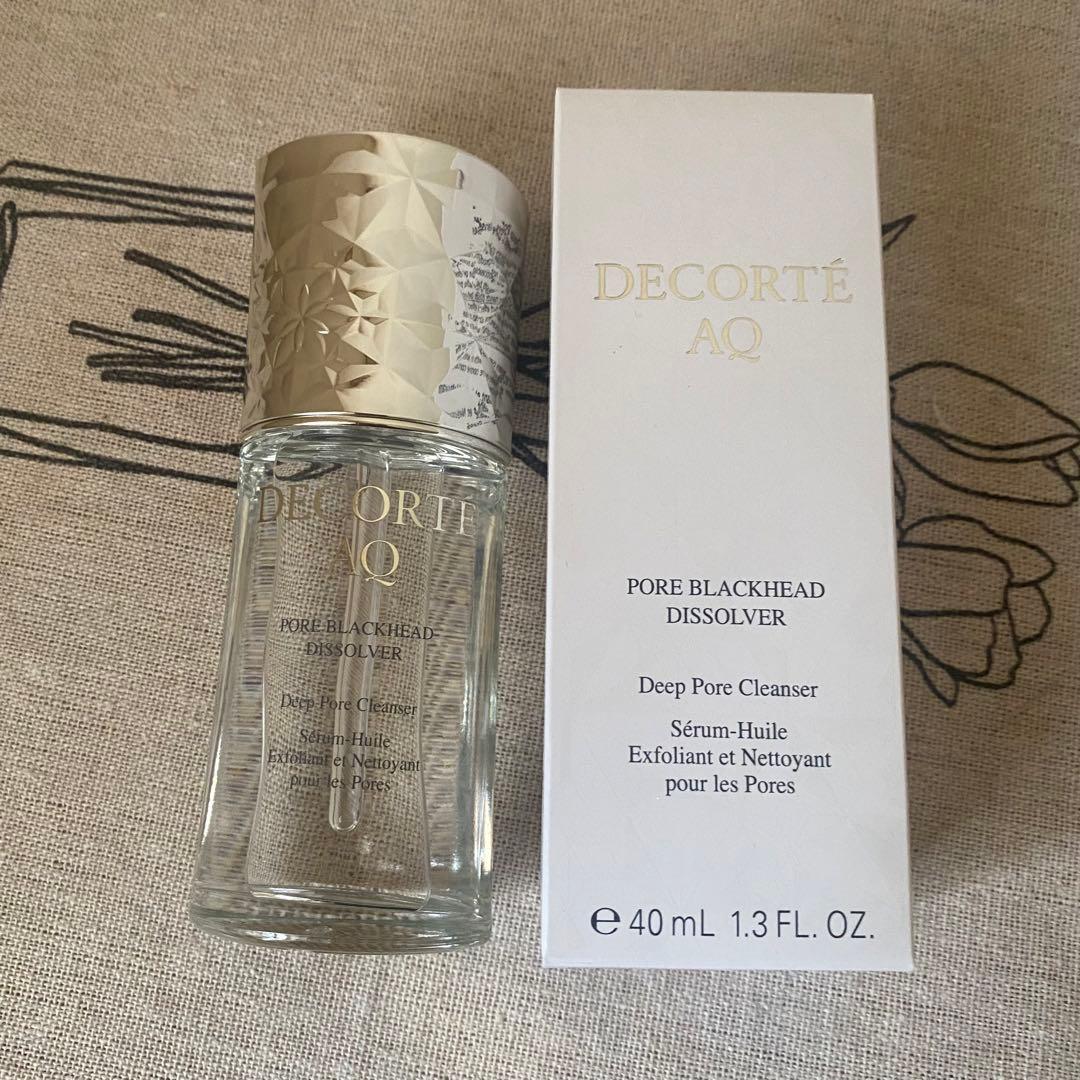 DECORTÉ
AQ
PORE BLACKHEAD
DISSOLVER
Deep Pore Cleanser
Sérum-Huile
Exfoliant et Nettoyant
pour les Pores
DECORTÉ
AQ
PORE BLACKHEAD
DISSOLVER
Deep Pore Cleanser
Sérum-Huile
Exfoliant et Nettoyant
pour les Pores
℮ 40 mL 1.3 FL. OZ.